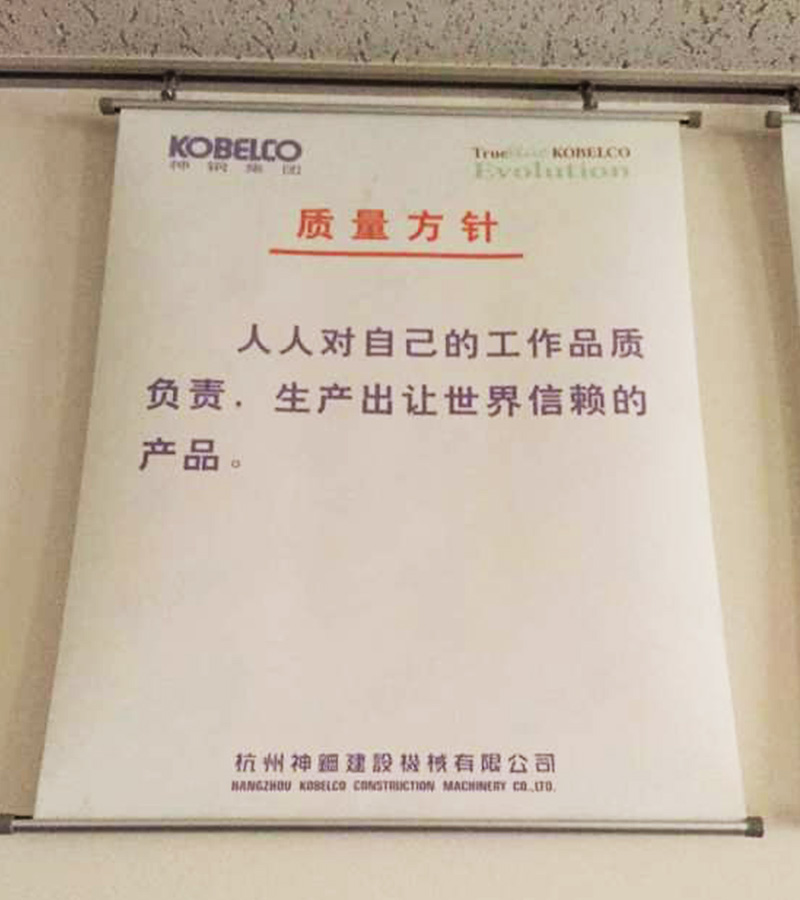 KOBELCO
神钢集团
True KOBELCO
Evolution
质量方针
人人对自己的工作品质
负责．生产出让世界信赖的
产品。
杭州神鋼建設機械有限公司
HANGZHOU KOBELCO CONSTRUCTION MACHINERY CO.,LTD.